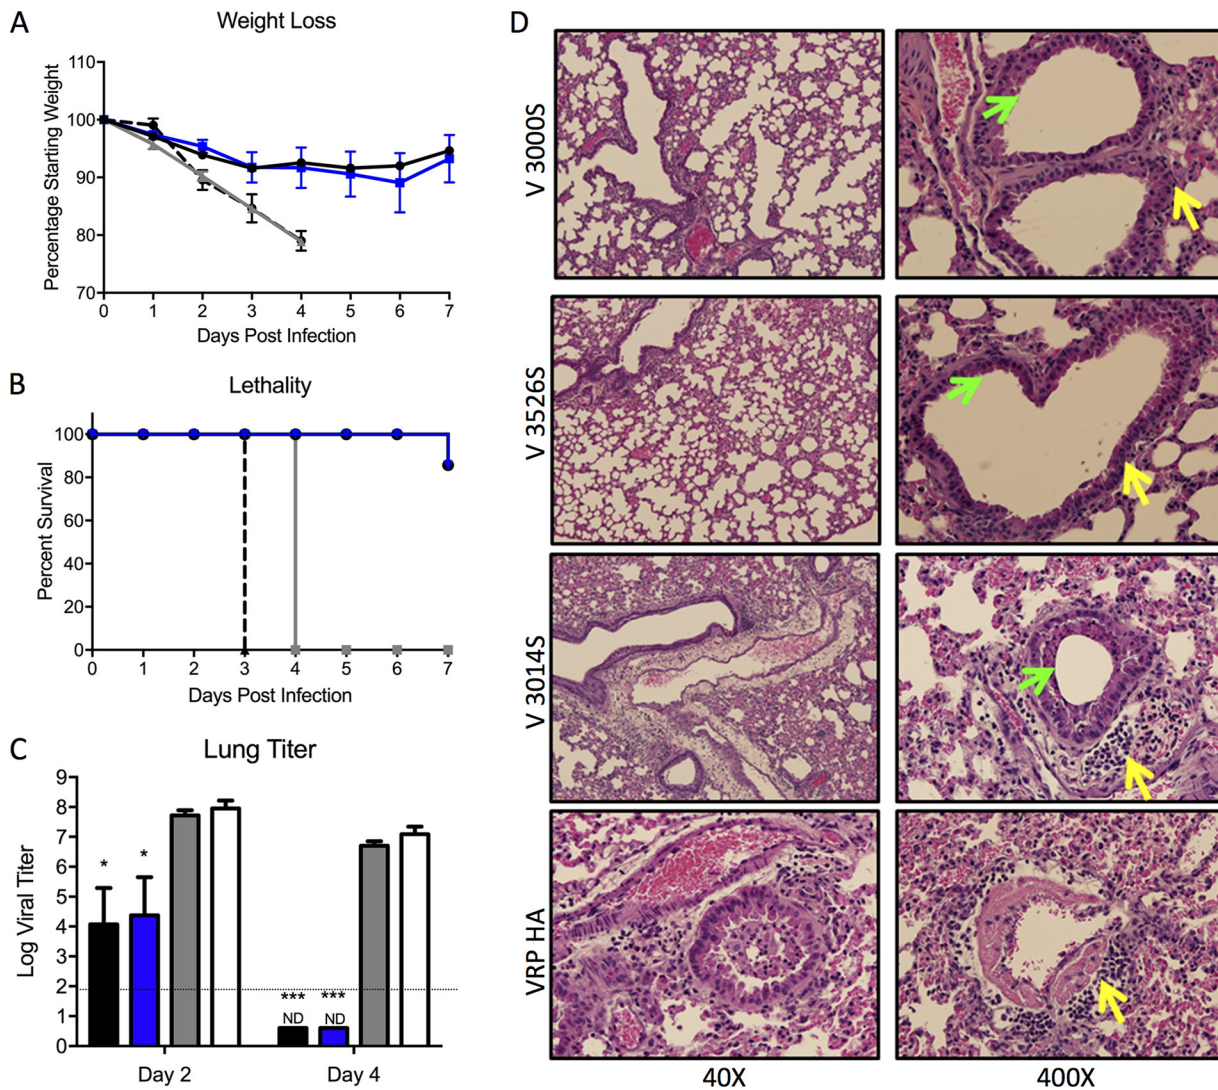 A
Weight Loss
Percentage Starting Weight
110
100
90
80
70
0 1 2 3 4 5 6 7
Days Post Infection
B
Lethality
Percent Survival
100
80
60
40
20
0
0 1 2 3 4 5 6 7
Days Post Infection
C
Lung Titer
Log Viral Titer
9
8
7
6
5
4
3
2
1
0
* *
*** ***
ND ND
Day 2 Day 4
D
V 3000S
V 3526S
V 3014S
VRP HA
40X 400X